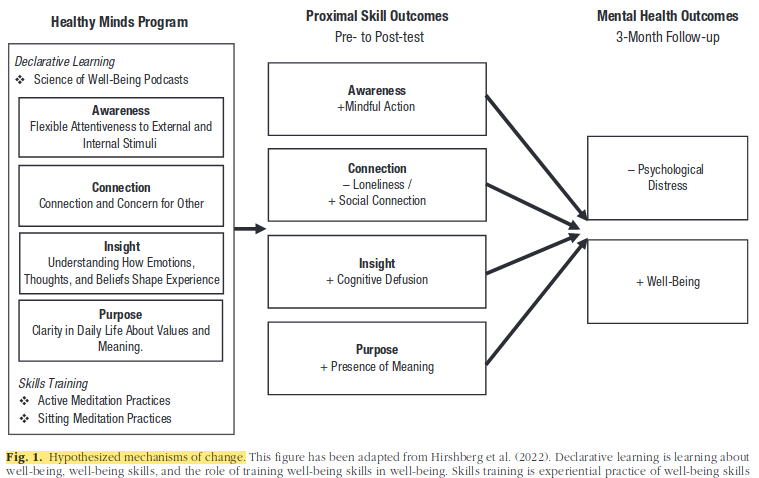 Healthy Minds Program
Declarative Learning
❖ Science of Well-Being Podcasts
Awareness
Flexible Attentiveness to External and
Internal Stimuli
Connection
Connection and Concern for Other
Insight
Understanding How Emotions,
Thoughts, and Beliefs Shape Experience
Purpose
Clarity in Daily Life About Values and
Meaning.
Skills Training
❖ Active Meditation Practices
❖ Sitting Meditation Practices
Proximal Skill Outcomes
Pre- to Post-test
Awareness
+Mindful Action
Connection
– Loneliness /
+ Social Connection
Insight
+ Cognitive Defusion
Purpose
+ Presence of Meaning
Mental Health Outcomes
3-Month Follow-up
– Psychological
Distress
+ Well-Being
Fig. 1. Hypothesized mechanisms of change. This figure has been adapted from Hirshberg et al. (2022). Declarative learning is learning about
well-being, well-being skills, and the role of training well-being skills in well-being. Skills training is experiential practice of well-being skills